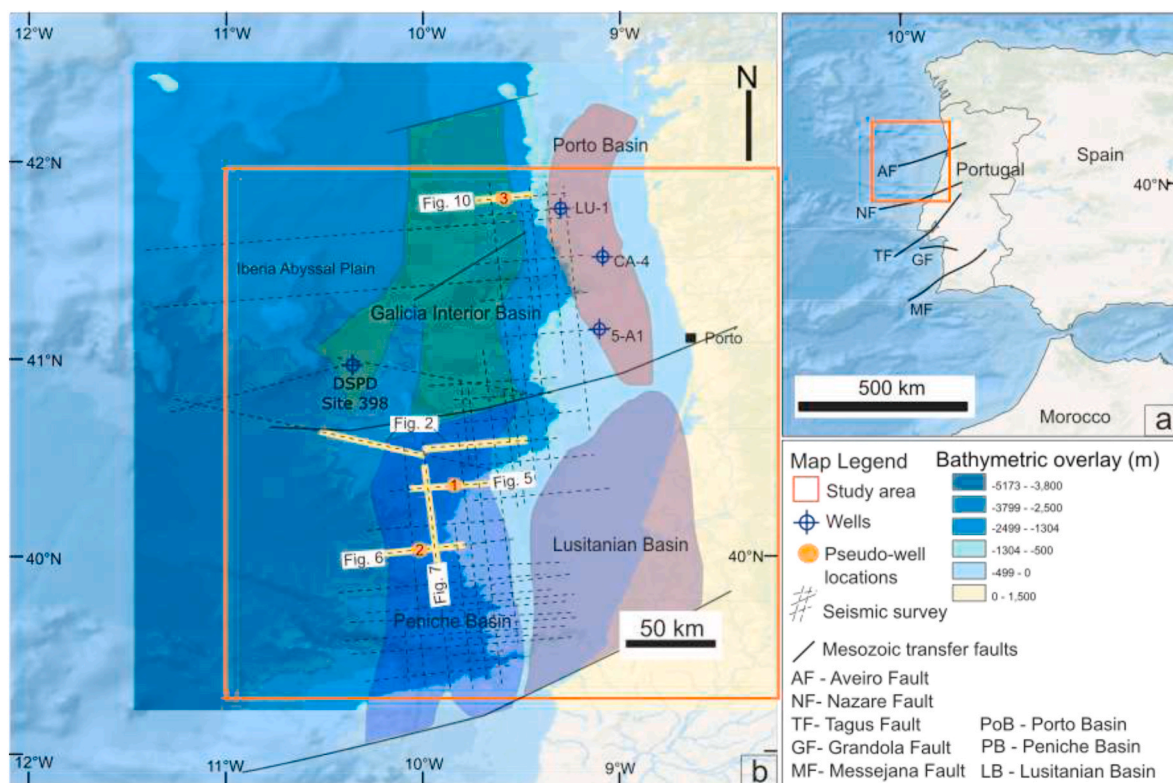 12°W
11°W
10°W
9°W
N
42°N
Porto Basin
Fig. 10
3
LU-1
CA-4
Iberia Abyssal Plain
Galicia Interior Basin
5-A1
Porto
41°N
DSPD
Site 398
Fig. 2
1
Fig. 5
40°N
Fig. 6
2
Fig. 7
Lusitanian Basin
40°N
Peniche Basin
50 km
11°W
10°W
9°W
b
10°W
AF
Portugal
Spain
40°N
NF
TF
GF
MF
500 km
Morocco
a
Map Legend
Study area
Wells
Pseudo-well
locations
Seismic survey
Mesozoic transfer faults
AF - Aveiro Fault
NF- Nazare Fault
TF- Tagus Fault
GF- Grandola Fault
MF- Messejana Fault
Bathymetric overlay (m)
-5173 - -3,800
-3799 - -2,500
-2499 - -1304
-1304 - -500
-499 - 0
0 - 1,500
PoB - Porto Basin
PB - Peniche Basin
LB - Lusitanian Basin